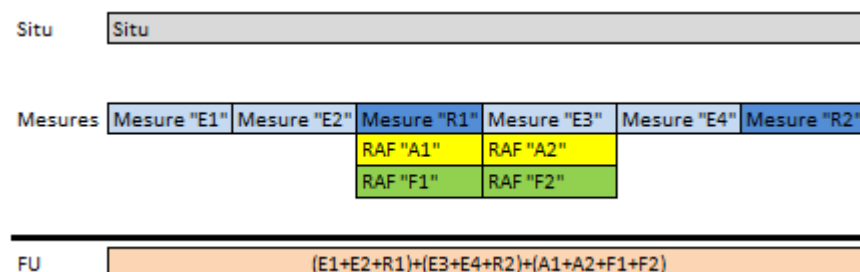 Situ Situ
Mesures Mesure "E1" Mesure "E2" Mesure "R1" Mesure "E3" Mesure "E4" Mesure "R2"
RAF "A1" RAF "A2"
RAF "F1" RAF "F2"
FU (E1+E2+R1)+(E3+E4+R2)+(A1+A2+F1+F2)